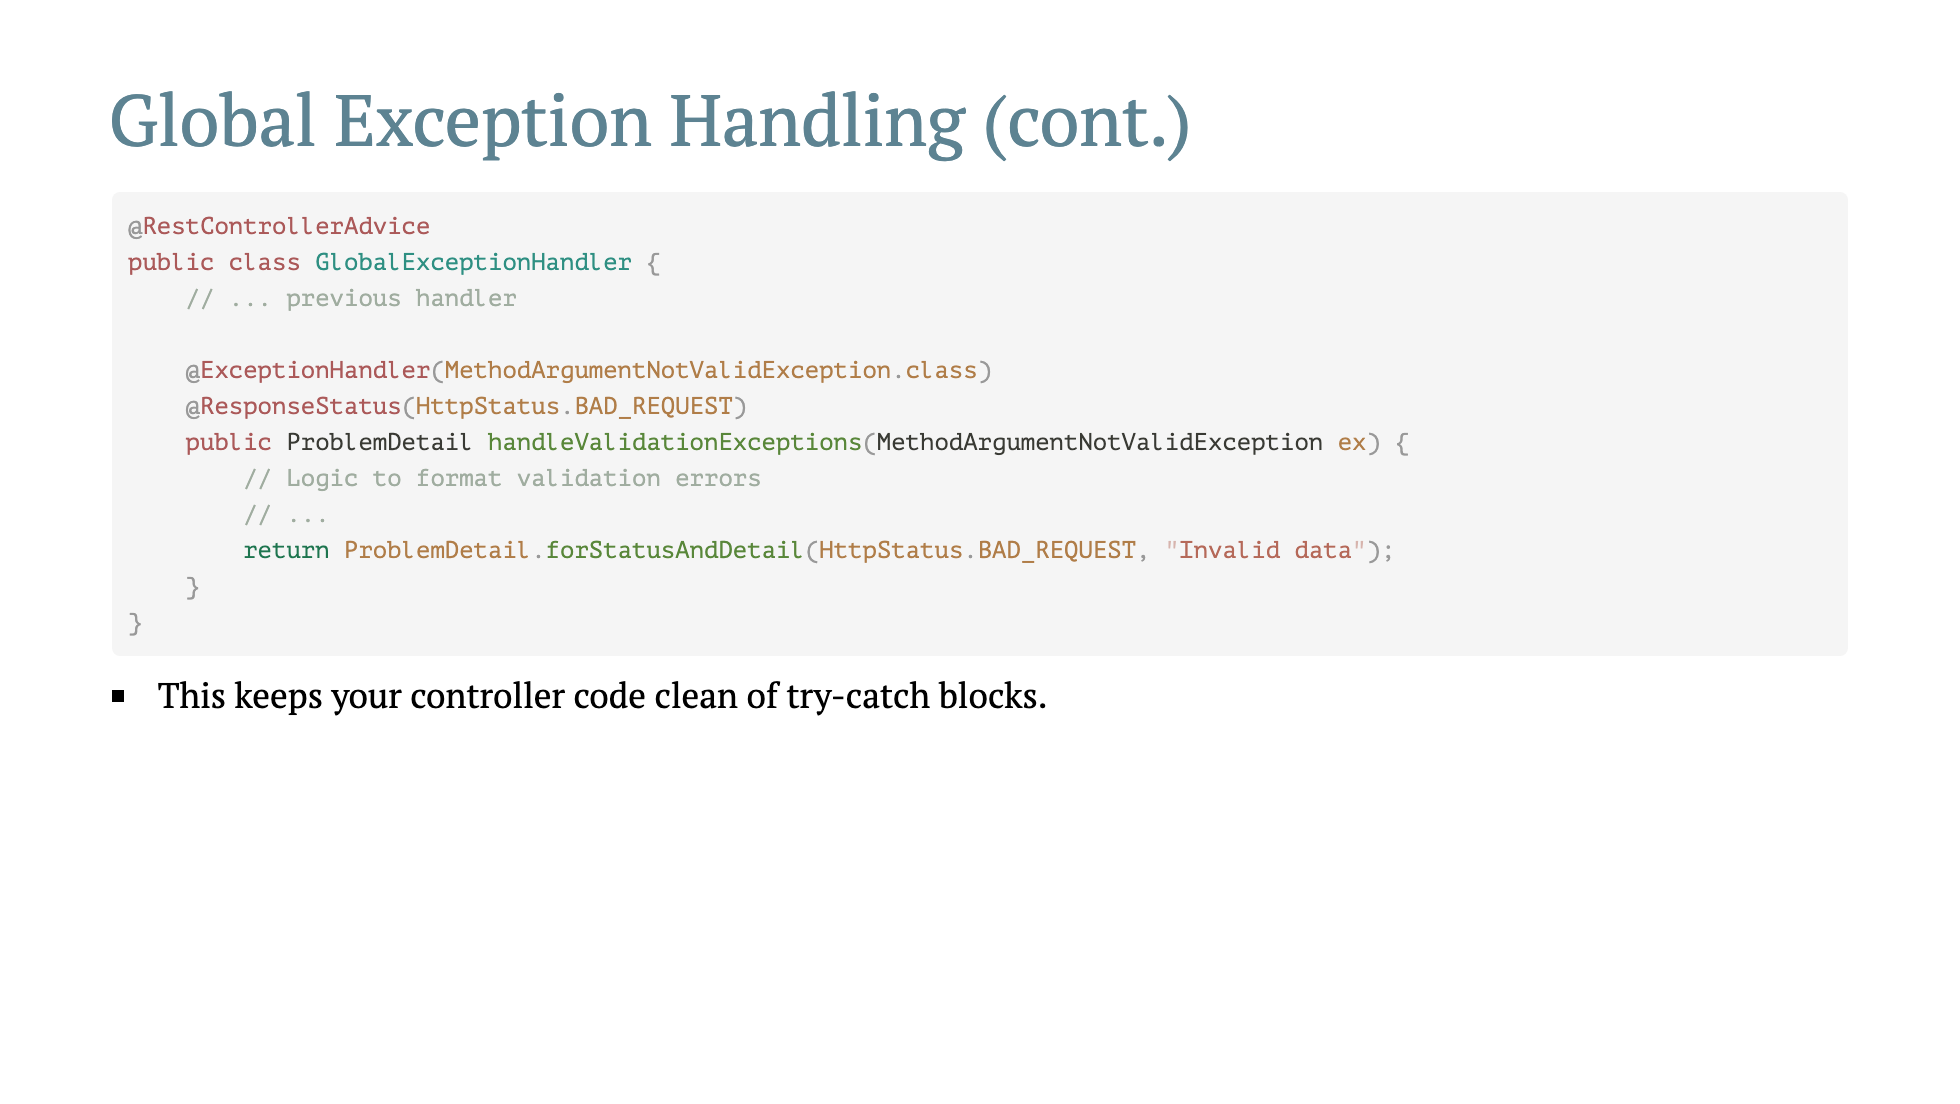 Global Exception Handling (cont.)
@RestControllerAdvice
public class GlobalExceptionHandler {
    // ... previous handler

    @ExceptionHandler(MethodArgumentNotValidException.class)
    @ResponseStatus(HttpStatus.BAD_REQUEST)
    public ProblemDetail handleValidationExceptions(MethodArgumentNotValidException ex) {
        // Logic to format validation errors
        // ...
        return ProblemDetail.forStatusAndDetail(HttpStatus.BAD_REQUEST, "Invalid data");
    }
}
▪ This keeps your controller code clean of try-catch blocks.